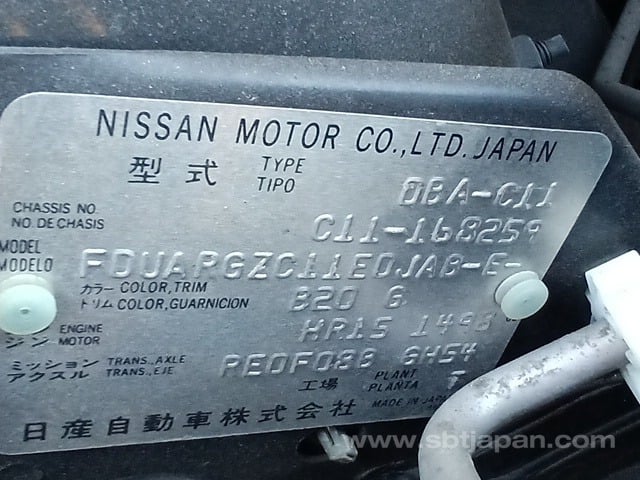 NISSAN MOTOR CO.,LTD. JAPAN
型式 TYPE TIPO DBA-C11
CHASSIS NO. NO. DE CHASIS C11-168259
MODEL MODELO FDUARGZC11EDJAB-E-
カラー COLOR, TRIM
トリム COLOR, GUARNICION B20 G
ENGINE MOTOR HR15 1498
ミッション TRANS., AXLE
アクスル TRANS., EJE RE0F08B GH54
工場 PLANT PLANTA
日産自動車株式会社 MADE IN
www.sbtjapan.com